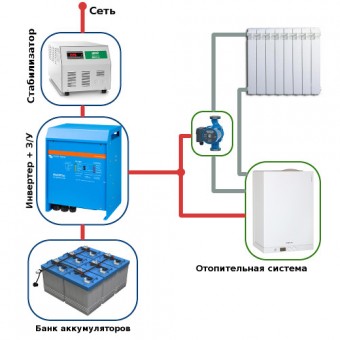 Сеть
Стабилизатор
Инвертер + З/У
Отопительная система
Банк аккумуляторов